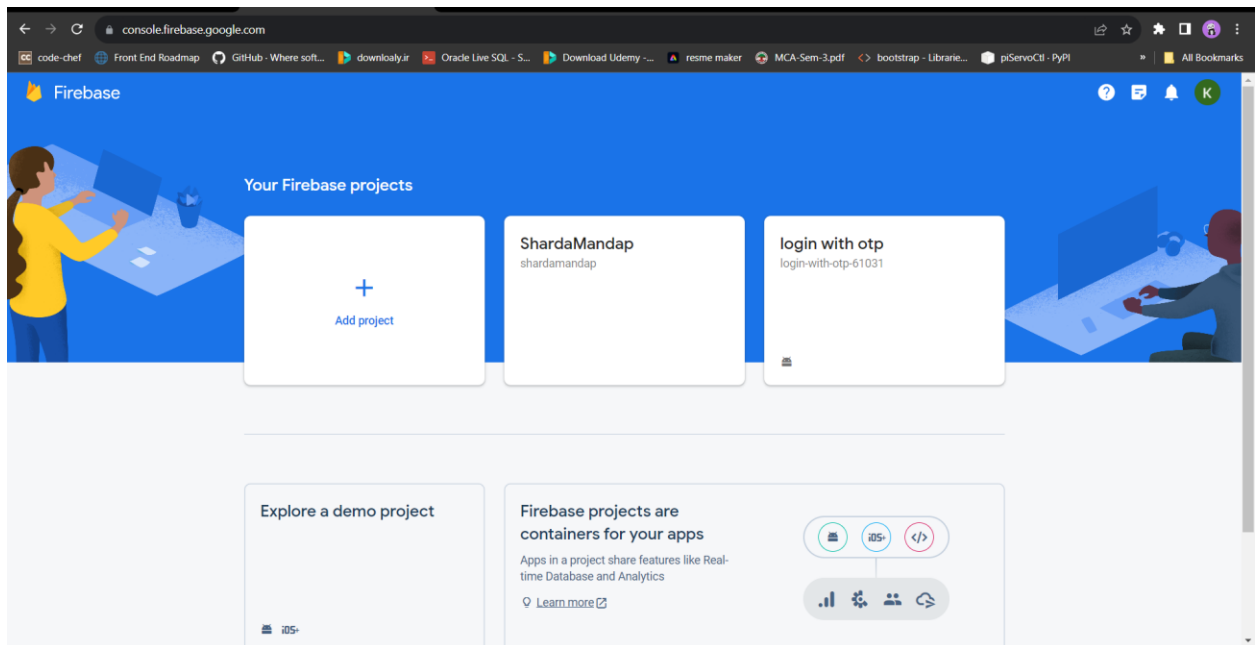 console.firebase.google.com
code-chef Front End Roadmap GitHub - Where soft... downloaly.ir Oracle Live SQL - S... Download Udemy -... resme maker MCA-Sem-3.pdf bootstrap - Librarie... piServoCtl · PyPI » All Bookmarks
Firebase
K
Your Firebase projects
Add project
ShardaMandap
shardamandap
login with otp
login-with-otp-61031
Explore a demo project
iOS+
Firebase projects are
containers for your apps
Apps in a project share features like Real-
time Database and Analytics
Learn more
iOS+